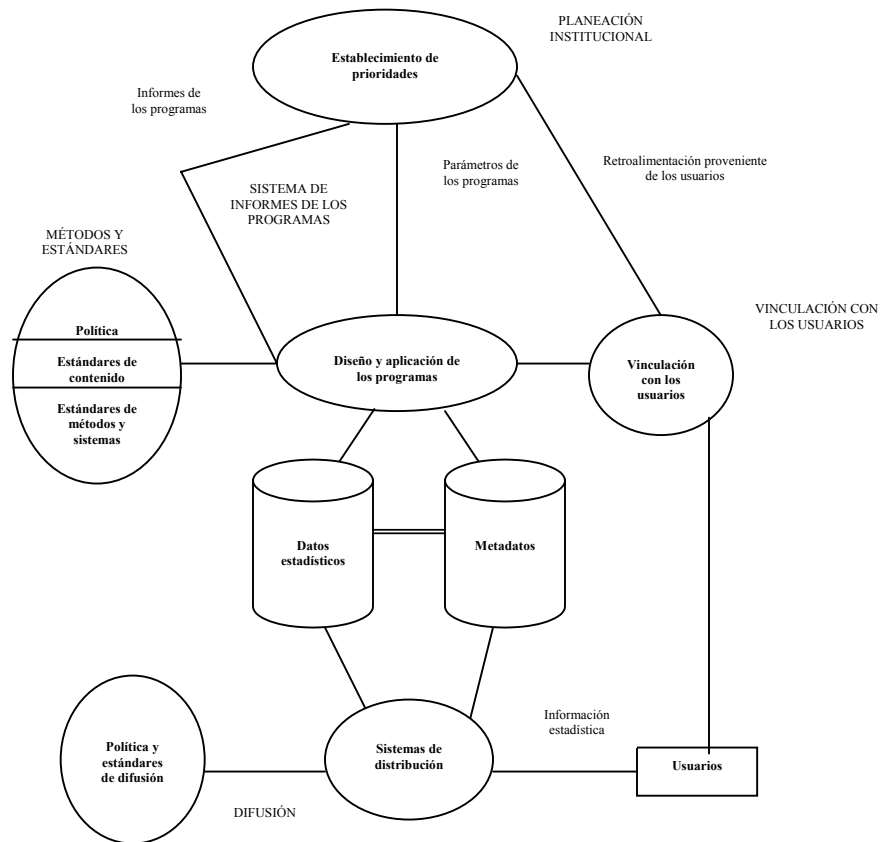 PLANEACIÓN
INSTITUCIONAL
Establecimiento de
prioridades
Informes de
los programas
Parámetros de
los programas
Retroalimentación proveniente
de los usuarios
SISTEMA DE
INFORMES DE LOS
PROGRAMAS
MÉTODOS Y
ESTÁNDARES
VINCULACIÓN CON
LOS USUARIOS
Política
Estándares de
contenido
Estándares de
métodos y
sistemas
Diseño y aplicación de
los programas
Vinculación
con los
usuarios
Datos
estadísticos
Metadatos
Información
estadística
Política y
estándares
de difusión
Sistemas de
distribución
Usuarios
DIFUSIÓN